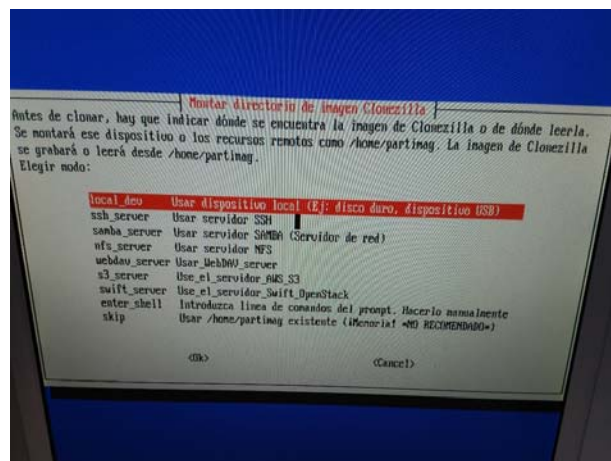 Montar directorio de imagen Clonezilla
Antes de clonar, hay que indicar dónde se encuentra la imagen de Clonezilla o de dónde leerla.
Se montará ese dispositivo o los recursos remotos como /home/partimag. La imagen de Clonezilla
se grabará o leerá desde /home/partimag.
Elegir modo:
local_dev Usar dispositivo local (Ej: disco duro, dispositivo USB)
ssh_server Usar servidor SSH
samba_server Usar servidor SAMBA (Servidor de red)
nfs_server Usar servidor NFS
webdav_server Usar_WebDAV_server
s3_server Use_el_servidor_AWS_S3
swift_server Use_el_servidor_Swift_OpenStack
enter_shell Introduzca linea de comandos del prompt. Hacerlo manualmente
skip Usar /home/partimag existente (¡Memoria! *NO RECOMENDADO*)
<Ok> <Cancel>